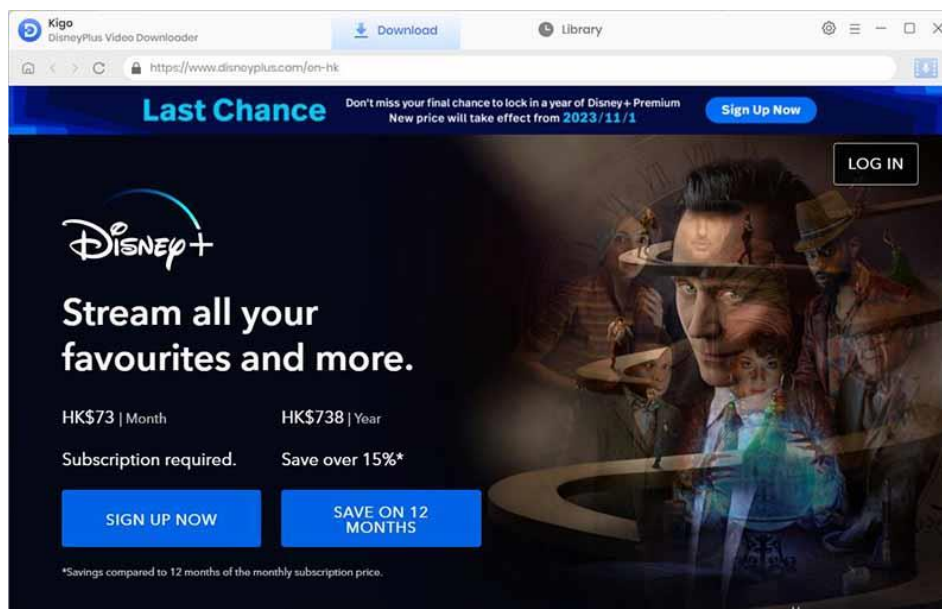 Kigo
DisneyPlus Video Downloader
Download
Library
https://www.disneyplus.com/en-hk
Last Chance
Don't miss your final chance to lock in a year of Disney+ Premium
New price will take effect from 2023/11/1
Sign Up Now
LOG IN
Disney+
Stream all your
favourites and more.
HK$73 | Month
HK$738 | Year
Subscription required.
Save over 15%*
SIGN UP NOW
SAVE ON 12
MONTHS
*Savings compared to 12 months of the monthly subscription price.